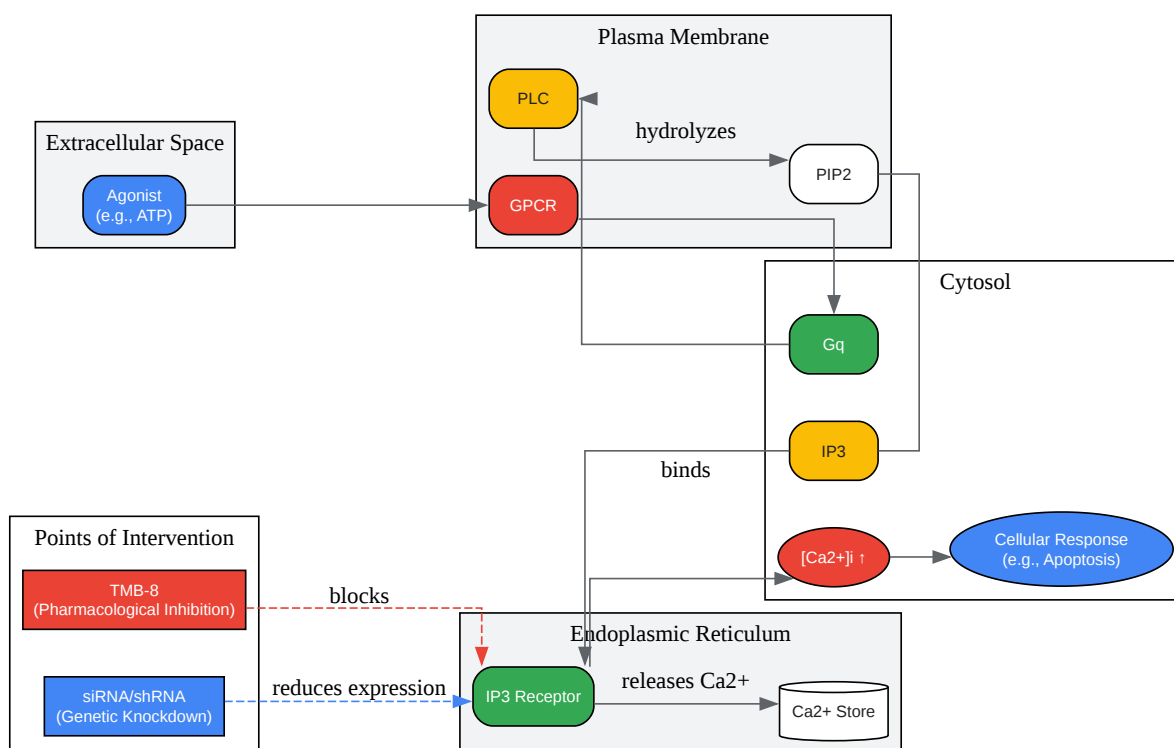 Plasma Membrane
PLC
hydrolyzes
Extracellular Space
PIP2
Agonist
(e.g., ATP)
GPCR
Cytosol
Gq
IP3
binds
Points of Intervention
[Ca2+]i ↑
Cellular Response
(e.g., Apoptosis)
TMB-8
(Pharmacological Inhibition)
blocks
Endoplasmic Reticulum
siRNA/shRNA
(Genetic Knockdown)
reduces expression
IP3 Receptor
releases Ca2+
Ca2+ Store